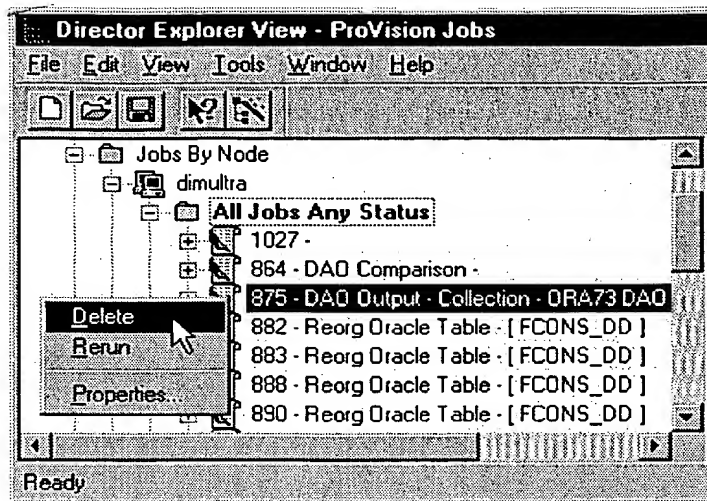 Director Explorer View - ProVision Jobs
File Edit View Tools Window Help
Jobs By Node
dimultra
All Jobs Any Status
1027 -
864 - DAO Comparison -
875 - DAO Output - Collection - ORA73 DAO
Delete
882 - Reorg Oracle Table - [ FCONS_DD ]
Rerun
883 - Reorg Oracle Table - [ FCONS_DD ]
888 - Reorg Oracle Table - [ FCONS_DD ]
Properties...
890 - Reorg Oracle Table - [ FCONS_DD ]
Ready